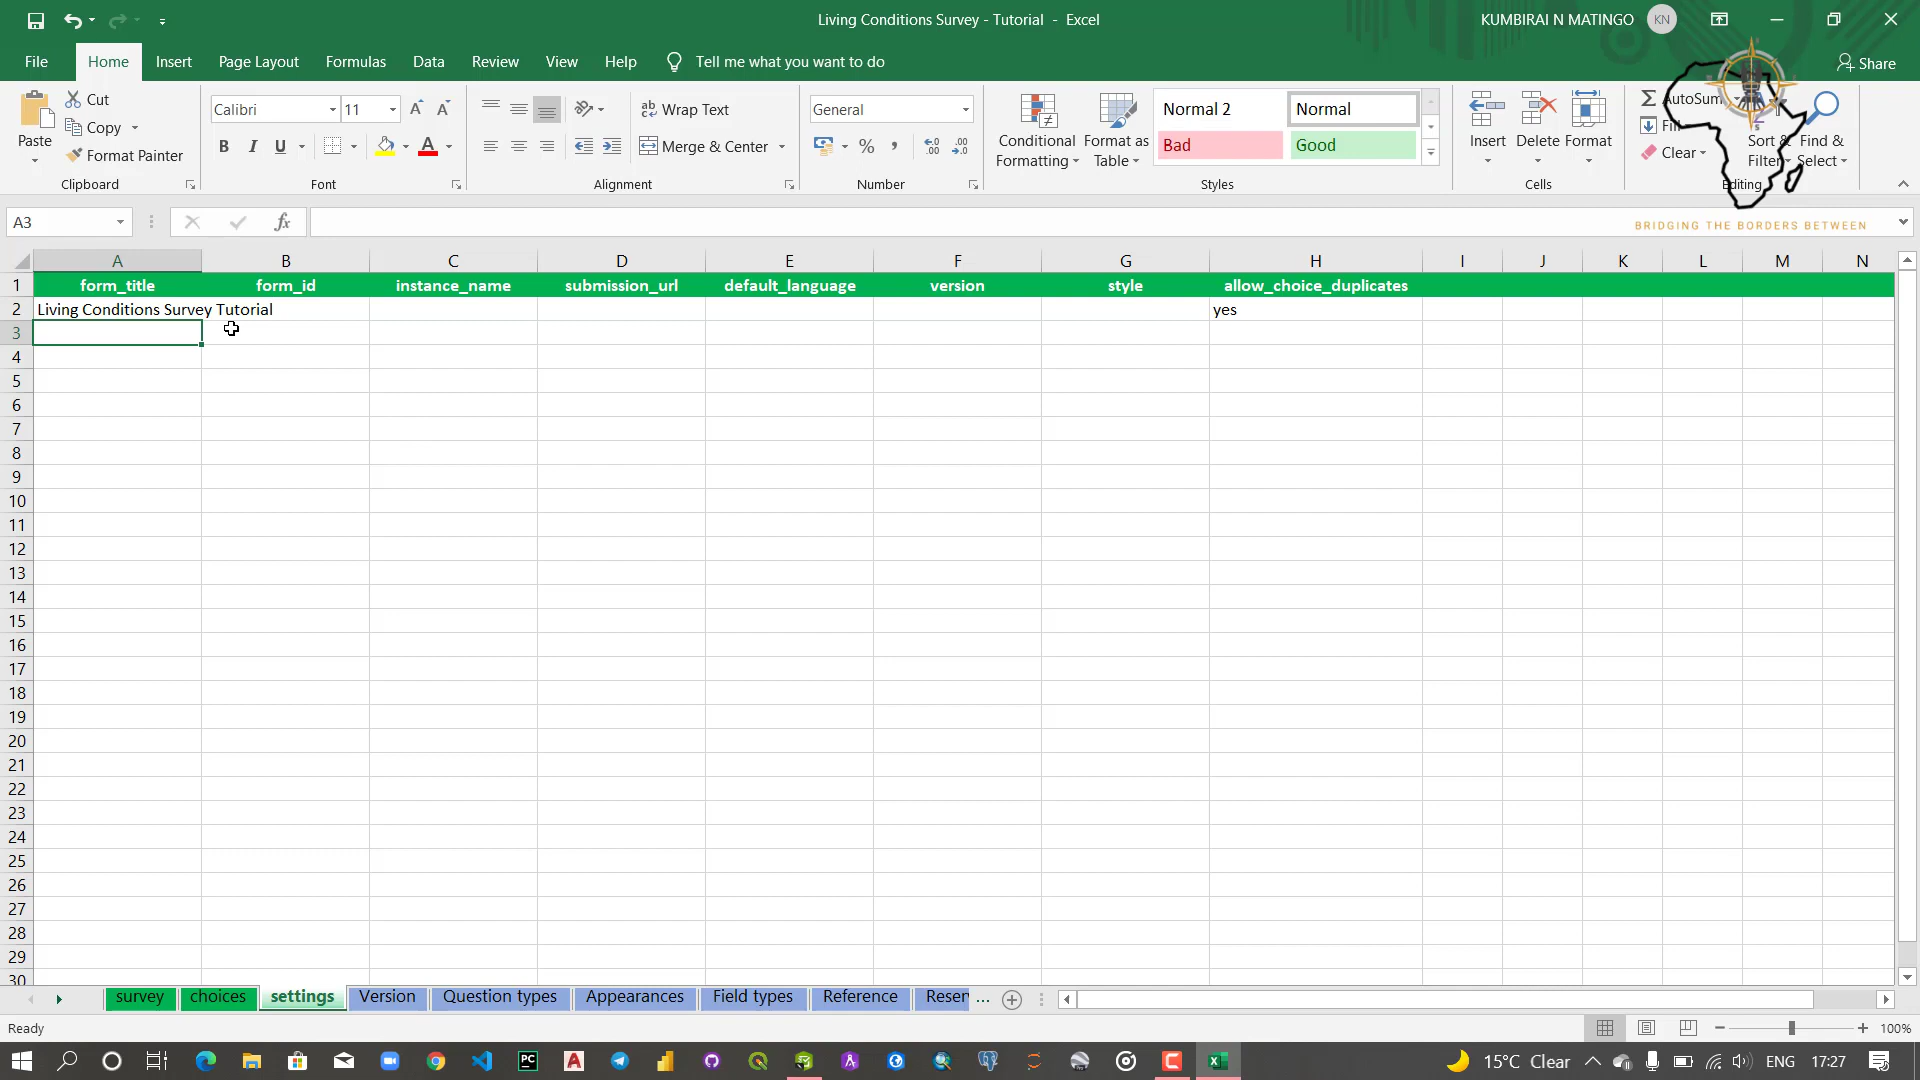 Living Conditions Survey - Tutorial - Excel
KUMBIRAI N MATINGO
KN
File
Home
Insert
Page Layout
Formulas
Data
Review
View
Help
Tell me what you want to do
Share
Paste
Cut
Copy
Format Painter
Clipboard
Calibri
11
B I U
A
Font
Wrap Text
Merge & Center
Alignment
General
%
Number
Conditional
Formatting
Format as
Table
Normal 2
Normal
Bad
Good
Styles
Insert
Delete
Format
Cells
AutoSum
Fill
Clear
Sort &
Filter
Find &
Select
Editing
BRIDGING THE BORDERS BETWEEN
A3
fx
A B C D E F G H I J K L M N
1 form_title form_id instance_name submission_url default_language version style allow_choice_duplicates
2 Living Conditions Survey Tutorial yes
3
4
5
6
7
8
9
10
11
12
13
14
15
16
17
18
19
20
21
22
23
24
25
26
27
28
29
30
survey
choices
settings
Version
Question types
Appearances
Field types
Reference
Reser ...
Ready
100%
15°C Clear
ENG
17:27